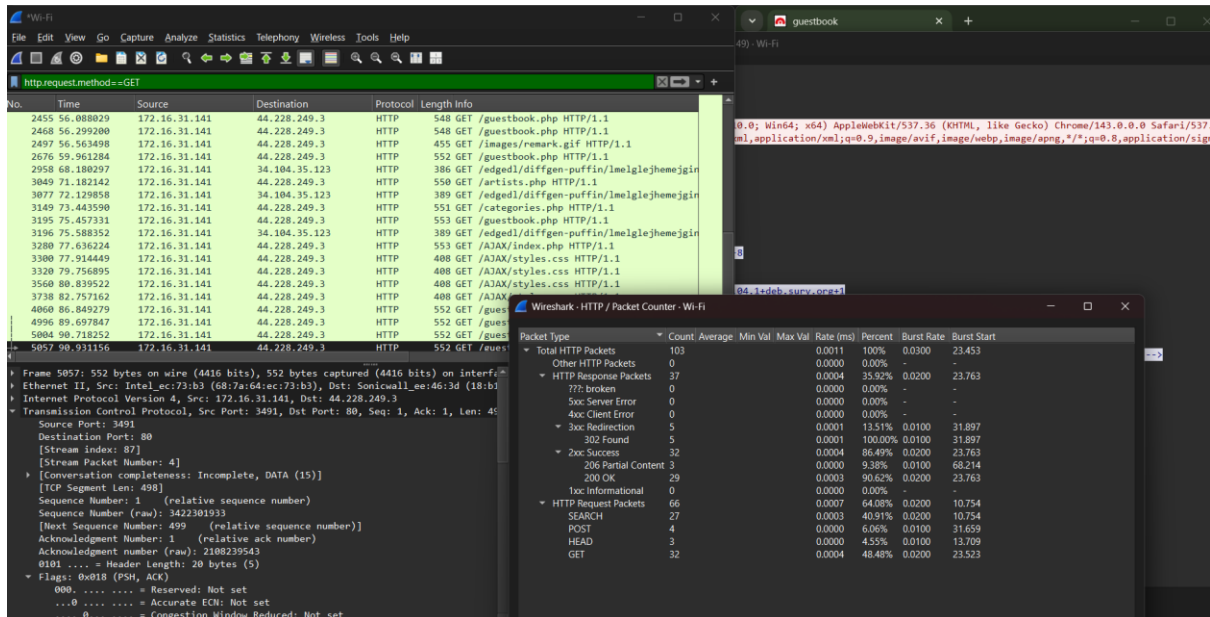 *Wi-Fi
File Edit View Go Capture Analyze Statistics Telephony Wireless Tools Help
http.request.method==GET
No. Time Source Destination Protocol Length Info
2455 56.088029 172.16.31.141 44.228.249.3 HTTP 548 GET /guestbook.php HTTP/1.1
2468 56.299200 172.16.31.141 44.228.249.3 HTTP 552 GET /guestbook.php HTTP/1.1
2497 56.563498 172.16.31.141 44.228.249.3 HTTP 455 GET /images/remark.gif HTTP/1.1
2676 59.961284 172.16.31.141 44.228.249.3 HTTP 552 GET /guestbook.php HTTP/1.1
2958 68.180297 172.16.31.141 34.104.35.123 HTTP 386 GET /edgedl/diffgen-puffin/lmelglejhemejgin
3049 71.182142 172.16.31.141 44.228.249.3 HTTP 550 GET /artists.php HTTP/1.1
3077 72.129858 172.16.31.141 34.104.35.123 HTTP 389 GET /edgedl/diffgen-puffin/lmelglejhemejgin
3149 73.443590 172.16.31.141 44.228.249.3 HTTP 551 GET /categories.php HTTP/1.1
3195 75.457331 172.16.31.141 44.228.249.3 HTTP 553 GET /guestbook.php HTTP/1.1
3196 75.588352 172.16.31.141 34.104.35.123 HTTP 389 GET /edgedl/diffgen-puffin/lmelglejhemejgin
3280 77.636224 172.16.31.141 44.228.249.3 HTTP 553 GET /AJAX/index.php HTTP/1.1
3300 77.914449 172.16.31.141 44.228.249.3 HTTP 408 GET /AJAX/styles.css HTTP/1.1
3320 79.756895 172.16.31.141 44.228.249.3 HTTP 408 GET /AJAX/styles.css HTTP/1.1
3560 80.839522 172.16.31.141 44.228.249.3 HTTP 408 GET /AJAX/styles.css HTTP/1.1
3738 82.757162 172.16.31.141 44.228.249.3 HTTP 408 GET /AJAX/
4060 86.849279 172.16.31.141 44.228.249.3 HTTP 552 GET /gues
4996 89.697847 172.16.31.141 44.228.249.3 HTTP 552 GET /gues
5004 90.718252 172.16.31.141 44.228.249.3 HTTP 552 GET /gues
5057 90.931156 172.16.31.141 44.228.249.3 HTTP 552 GET /gues
Frame 5057: 552 bytes on wire (4416 bits), 552 bytes captured (4416 bits) on interfa
Ethernet II, Src: Intel_ec:73:b3 (68:7a:64:ec:73:b3), Dst: Sonicwall_ee:46:3d (18:b1
Internet Protocol Version 4, Src: 172.16.31.141, Dst: 44.228.249.3
Transmission Control Protocol, Src Port: 3491, Dst Port: 80, Seq: 1, Ack: 1, Len: 49
Source Port: 3491
Destination Port: 80
[Stream index: 87]
[Stream Packet Number: 4]
[Conversation completeness: Incomplete, DATA (15)]
[TCP Segment Len: 498]
Sequence Number: 1 (relative sequence number)
Sequence Number (raw): 3422301933
[Next Sequence Number: 499 (relative sequence number)]
Acknowledgment Number: 1 (relative ack number)
Acknowledgment number (raw): 2108239543
0101 .... = Header Length: 20 bytes (5)
Flags: 0x018 (PSH, ACK)
000. .... .... = Reserved: Not set
...0 .... .... = Accurate ECN: Not set
.... 0... .... = Congestion Window Reduced: Not set
guestbook
49) · Wi-Fi
0.0; Win64; x64) AppleWebKit/537.36 (KHTML, like Gecko) Chrome/143.0.0.0 Safari/537
ml,application/xml;q=0.9,image/avif,image/webp,image/apng,*/*;q=0.8,application/sig
8
04.1+deb.sury.org+1
-->
Wireshark · HTTP / Packet Counter · Wi-Fi
Packet Type Count Average Min Val Max Val Rate (ms) Percent Burst Rate Burst Start
Total HTTP Packets 103 0.0011 100% 0.0300 23.453
Other HTTP Packets 0 0.0000 0.00% - -
HTTP Response Packets 37 0.0004 35.92% 0.0200 23.763
???: broken 0 0.0000 0.00% - -
5xx: Server Error 0 0.0000 0.00% - -
4xx: Client Error 0 0.0000 0.00% - -
3xx: Redirection 5 0.0001 13.51% 0.0100 31.897
302 Found 5 0.0001 100.00% 0.0100 31.897
2xx: Success 32 0.0004 86.49% 0.0200 23.763
206 Partial Content 3 0.0000 9.38% 0.0100 68.214
200 OK 29 0.0003 90.62% 0.0200 23.763
1xx: Informational 0 0.0000 0.00% - -
HTTP Request Packets 66 0.0007 64.08% 0.0200 10.754
SEARCH 27 0.0003 40.91% 0.0200 10.754
POST 4 0.0000 6.06% 0.0100 31.659
HEAD 3 0.0000 4.55% 0.0100 13.709
GET 32 0.0004 48.48% 0.0200 23.523